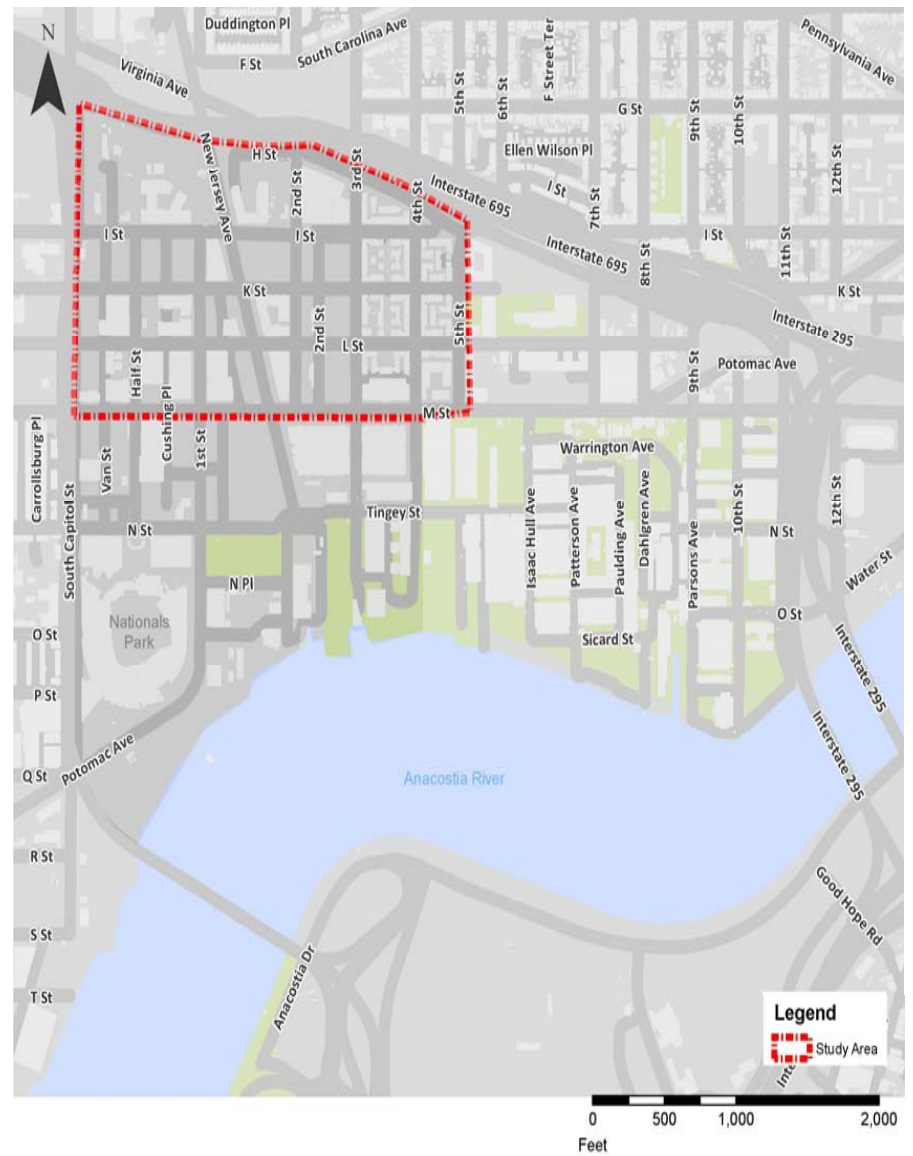 N
Duddington Pl
South Carolina Ave
Pennsylvania Ave
F St
F Street Ter
Virginia Ave
5th St
6th St
G St
9th St
10th St
12th St
New Jersey Ave
H St
Ellen Wilson Pl
2nd St
3rd St
4th St
Interstate 695
I St
7th St
I St
I St
Interstate 695
8th St
I St
11th St
K St
K St
2nd St
L St
5th St
Interstate 295
Half St
9th St
Potomac Ave
M St
Carrollsburg Pl
Van St
Cushing Pl
1st St
Warrington Ave
South Capitol St
Tingey St
Isaac Hull Ave
Patterson Ave
Paulding Ave
Dahlgren Ave
Parsons Ave
10th St
12th St
N St
N St
N Pl
Water St
Nationals
Park
O St
Sicard St
O St
P St
Interstate 295
Interstate 295
Potomac Ave
Q St
Anacostia River
R St
Good Hope Rd
S St
Anacostia Dr
T St
Legend
Study Area
0 500 1,000 2,000
Feet